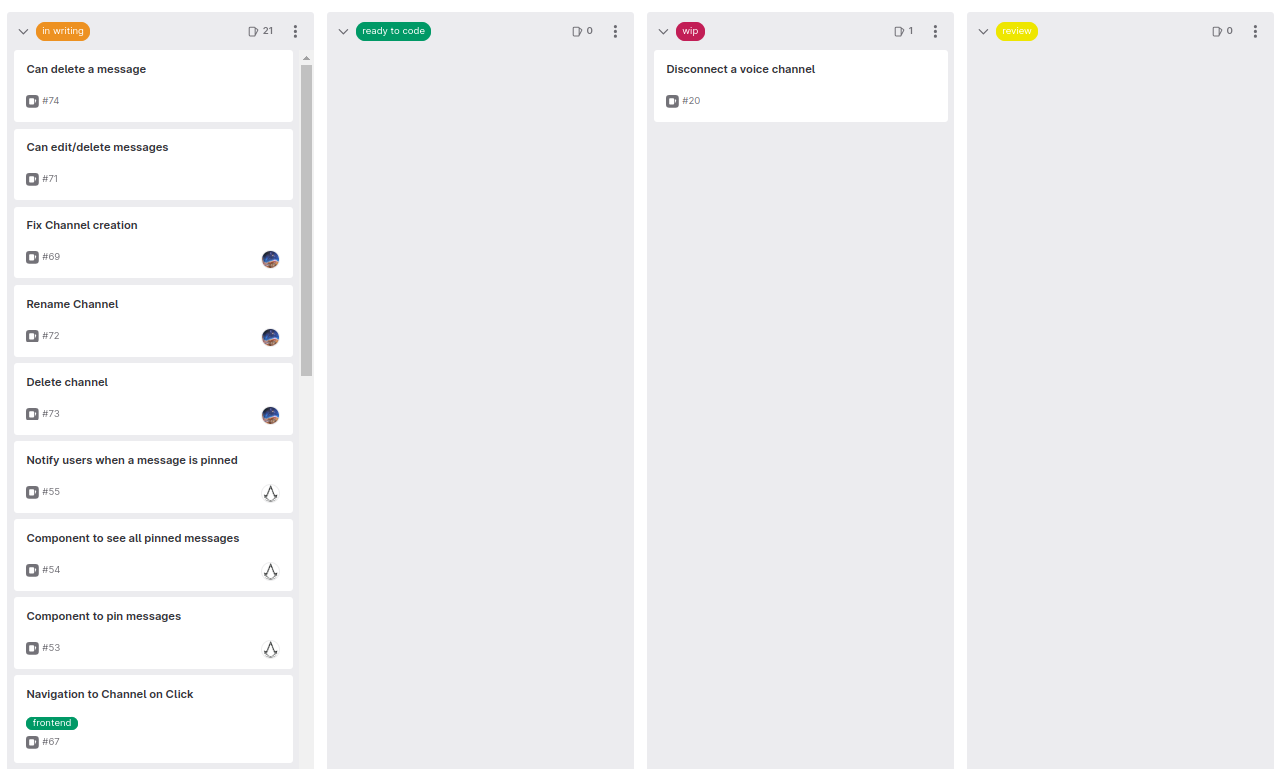 in writing
21
Can delete a message
#74
Can edit/delete messages
#71
Fix Channel creation
#69
Rename Channel
#72
Delete channel
#73
Notify users when a message is pinned
#55
Component to see all pinned messages
#54
Component to pin messages
#53
Navigation to Channel on Click
frontend
#67
ready to code
0
wip
1
Disconnect a voice channel
#20
review
0